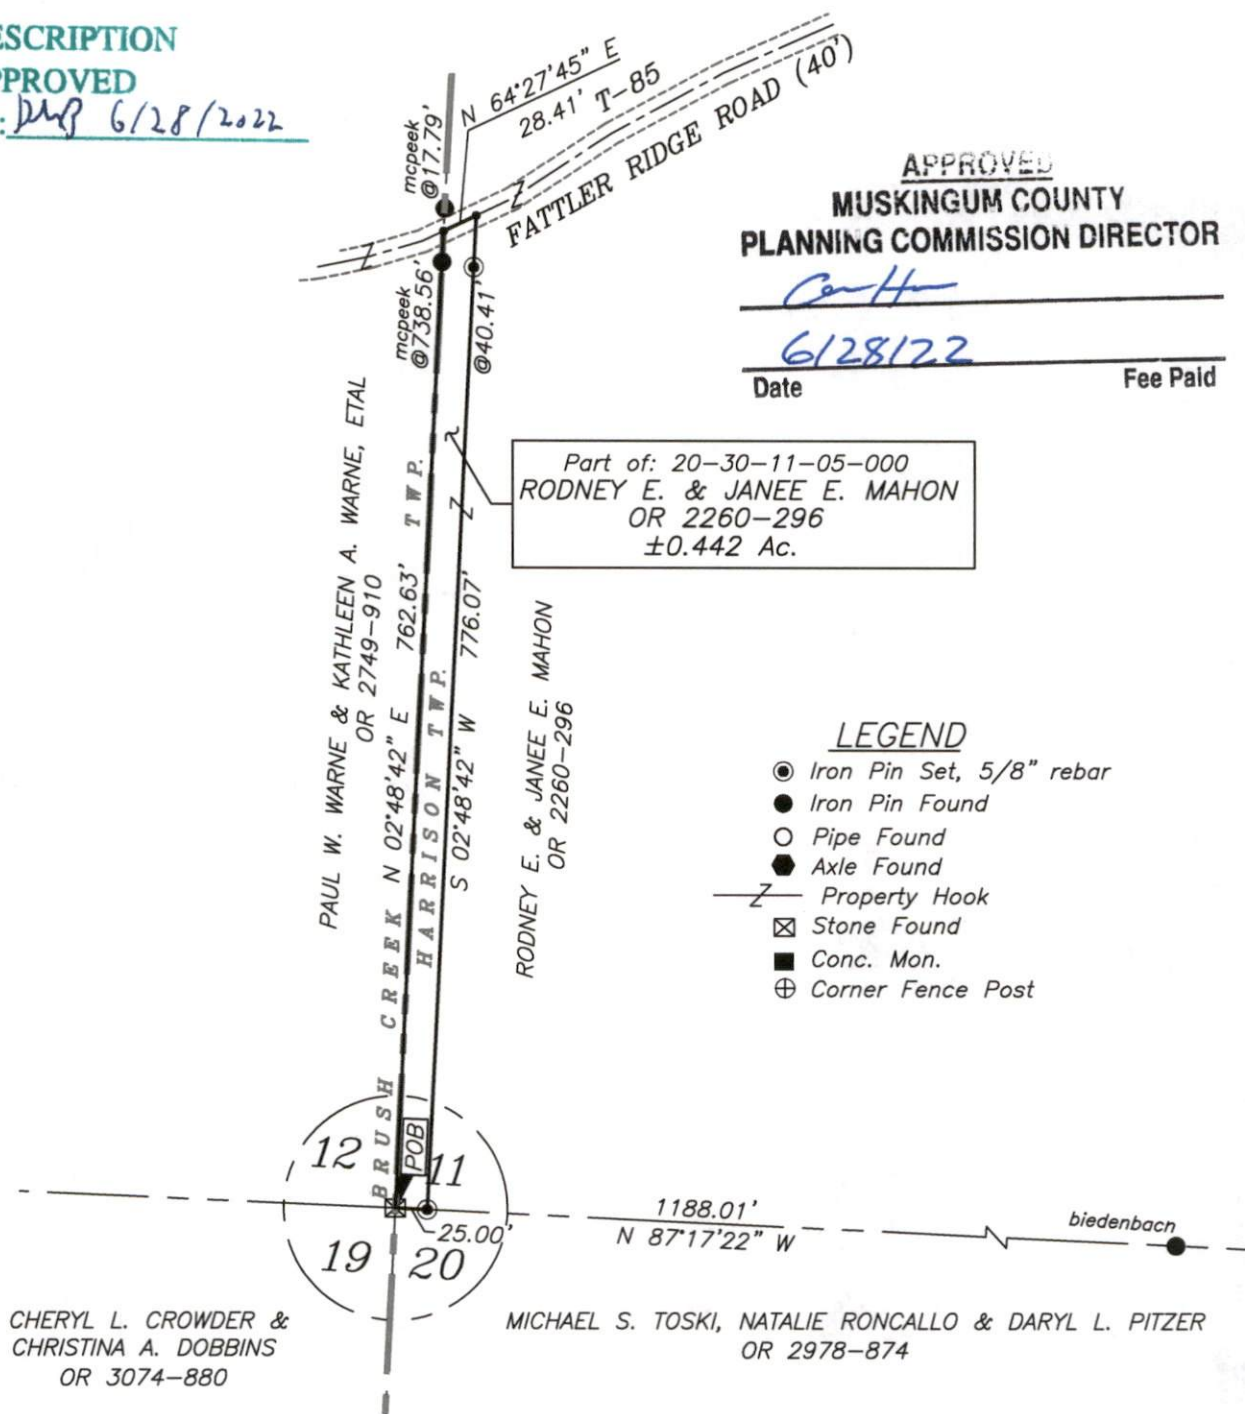 ESCRIPTION
PPROVED
: 6/28/2022
N 64°27'45" E
28.41' T-85
FATTLER RIDGE ROAD (40')
mcpeek
@17.79'
mcpeek
@738.56'
@40.41'
APPROVED
MUSKINGUM COUNTY
PLANNING COMMISSION DIRECTOR
6/28/22
Date Fee Paid
Part of: 20-30-11-05-000
RODNEY E. & JANEE E. MAHON
OR 2260-296
±0.442 Ac.
PAUL W. WARNE & KATHLEEN A. WARNE, ETAL
OR 2749-910
N 02°48'42" E 762.63'
BRUSH CREEK TWP.
HARRISON TWP.
S 02°48'42" W 776.07'
RODNEY E. & JANEE E. MAHON
OR 2260-296
LEGEND
Iron Pin Set, 5/8" rebar
Iron Pin Found
Pipe Found
Axle Found
Z Property Hook
Stone Found
Conc. Mon.
Corner Fence Post
12
POB
11
19
20
25.00'
1188.01'
N 87°17'22" W
biedenbach
CHERYL L. CROWDER &
CHRISTINA A. DOBBINS
OR 3074-880
MICHAEL S. TOSKI, NATALIE RONCALLO & DARYL L. PITZER
OR 2978-874